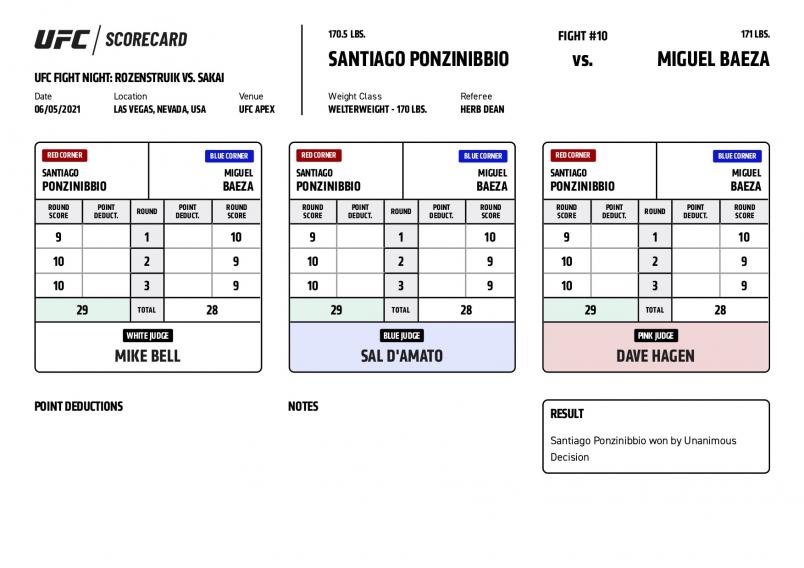 UFC / SCORECARD
UFC FIGHT NIGHT: ROZENSTRUIK VS. SAKAI
Date Location Venue
06/05/2021 LAS VEGAS, NEVADA, USA UFC APEX
170.5 LBS. FIGHT #10 171 LBS.
SANTIAGO PONZINIBBIO VS. MIGUEL BAEZA
Weight Class Referee
WELTERWEIGHT - 170 LBS. HERB DEAN
RED CORNER BLUE CORNER
SANTIAGO MIGUEL
PONZINIBBIO BAEZA
ROUND POINT ROUND POINT ROUND
SCORE DEDUCT. DEDUCT. SCORE
9 1 10
10 2 9
10 3 9
29 TOTAL 28
WHITE JUDGE
MIKE BELL
RED CORNER BLUE CORNER
SANTIAGO MIGUEL
PONZINIBBIO BAEZA
ROUND POINT ROUND POINT ROUND
SCORE DEDUCT. DEDUCT. SCORE
9 1 10
10 2 9
10 3 9
29 TOTAL 28
BLUE JUDGE
SAL D'AMATO
RED CORNER BLUE CORNER
SANTIAGO MIGUEL
PONZINIBBIO BAEZA
ROUND POINT ROUND POINT ROUND
SCORE DEDUCT. DEDUCT. SCORE
9 1 10
10 2 9
10 3 9
29 TOTAL 28
PINK JUDGE
DAVE HAGEN
POINT DEDUCTIONS
NOTES
RESULT
Santiago Ponzinibbio won by Unanimous
Decision